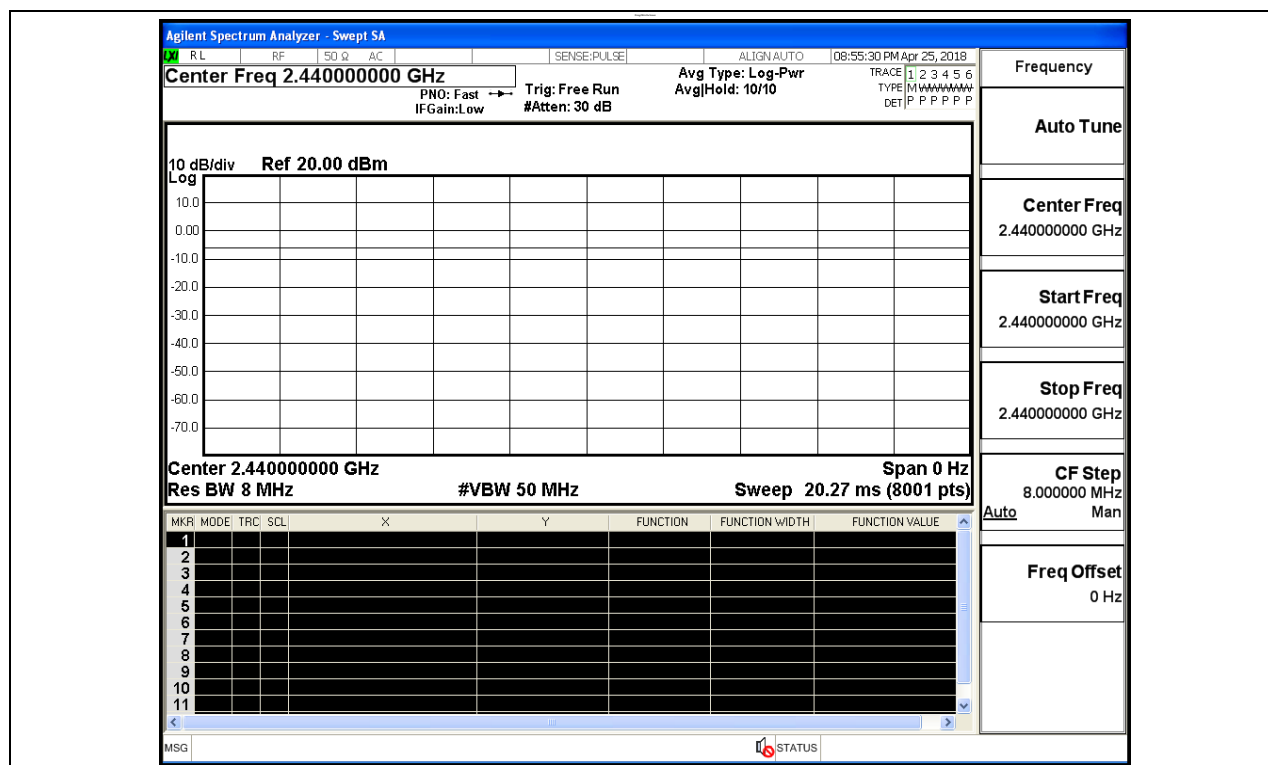 Agilent Spectrum Analyzer - Swept SA
LXI RL RF 50 Ω AC SENSE:PULSE ALIGN AUTO 08:55:30 PM Apr 25, 2018
Center Freq 2.440000000 GHz
PNO: Fast
IFGain:Low
Trig: Free Run
#Atten: 30 dB
Avg Type: Log-Pwr
Avg|Hold: 10/10
TRACE 1 2 3 4 5 6
TYPE M W W W W W
DET P P P P P P
10 dB/div Ref 20.00 dBm
Log
10.0
0.00
-10.0
-20.0
-30.0
-40.0
-50.0
-60.0
-70.0
Center 2.440000000 GHz Span 0 Hz
Res BW 8 MHz #VBW 50 MHz Sweep 20.27 ms (8001 pts)
MKR MODE TRC SCL X Y FUNCTION FUNCTION WIDTH FUNCTION VALUE
1
2
3
4
5
6
7
8
9
10
11
MSG STATUS
Frequency
Auto Tune
Center Freq
2.440000000 GHz
Start Freq
2.440000000 GHz
Stop Freq
2.440000000 GHz
CF Step
8.000000 MHz
Auto Man
Freq Offset
0 Hz